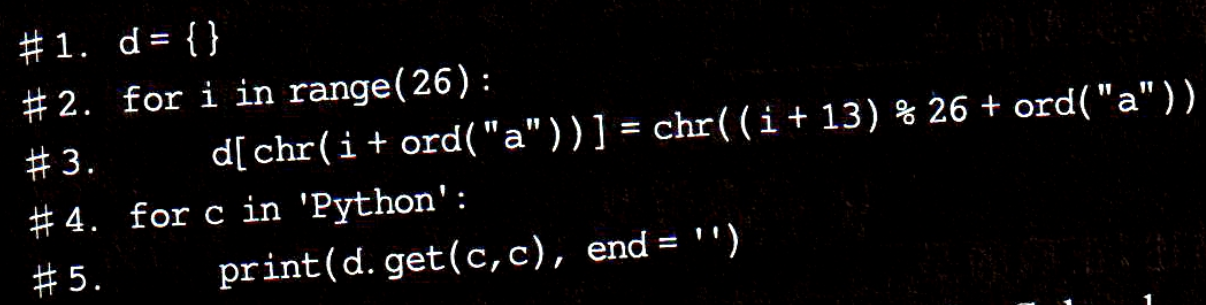 #1. d = {}
#2. for i in range(26):
#3. d[chr(i + ord("a"))] = chr((i + 13) % 26 + ord("a"))
#4. for c in 'Python':
#5. print(d.get(c,c), end = '')